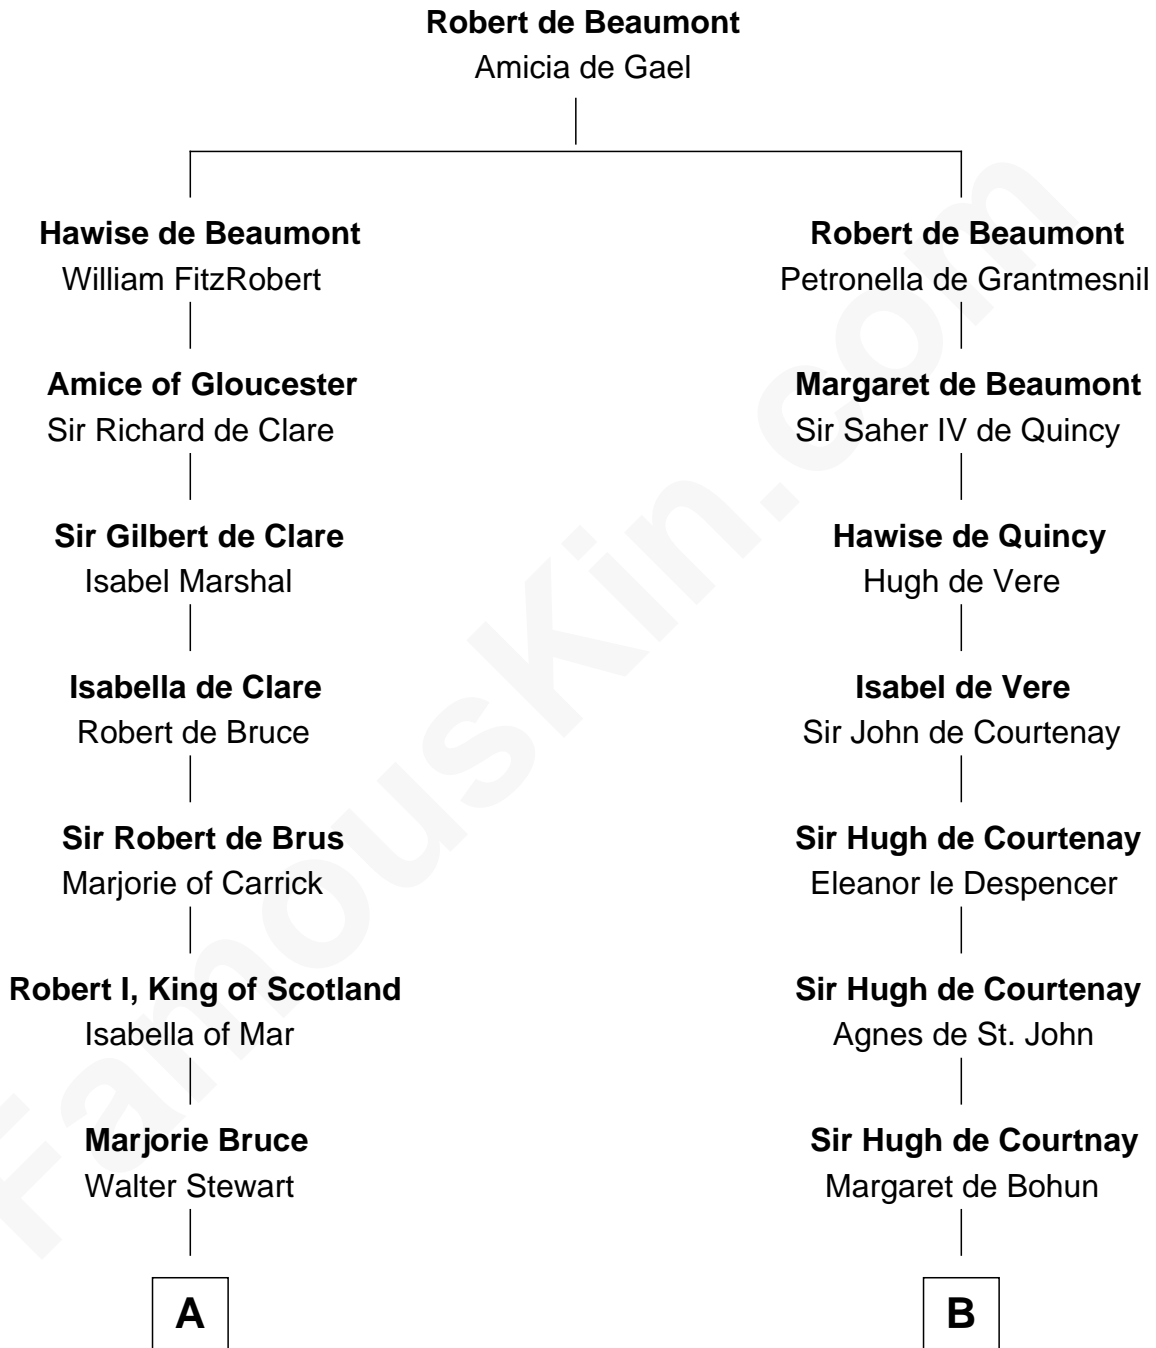 Robert de Beaumont
Amicia de Gael
Hawise de Beaumont
William FitzRobert
Robert de Beaumont
Petronella de Grantmesnil
Amice of Gloucester
Sir Richard de Clare
Margaret de Beaumont
Sir Saher IV de Quincy
Sir Gilbert de Clare
Isabel Marshal
Hawise de Quincy
Hugh de Vere
Isabella de Clare
Robert de Bruce
Isabel de Vere
Sir John de Courtenay
Sir Robert de Brus
Marjorie of Carrick
Sir Hugh de Courtenay
Eleanor le Despencer
Robert I, King of Scotland
Isabella of Mar
Sir Hugh de Courtenay
Agnes de St. John
Marjorie Bruce
Walter Stewart
Sir Hugh de Courtnay
Margaret de Bohun
A
B
FamousKin.com